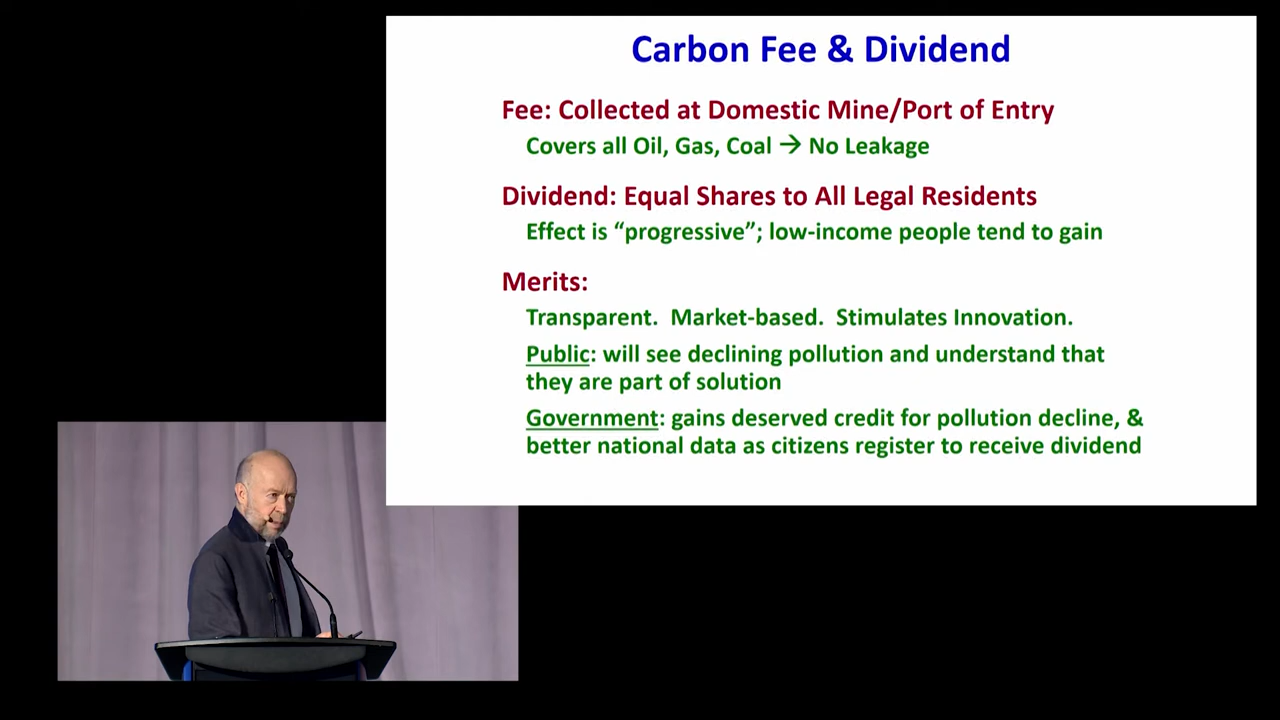 Carbon Fee & Dividend
Fee: Collected at Domestic Mine/Port of Entry
Covers all Oil, Gas, Coal → No Leakage
Dividend: Equal Shares to All Legal Residents
Effect is “progressive”; low-income people tend to gain
Merits:
Transparent.  Market-based.  Stimulates Innovation.
Public: will see declining pollution and understand that
they are part of solution
Government: gains deserved credit for pollution decline, &
better national data as citizens register to receive dividend